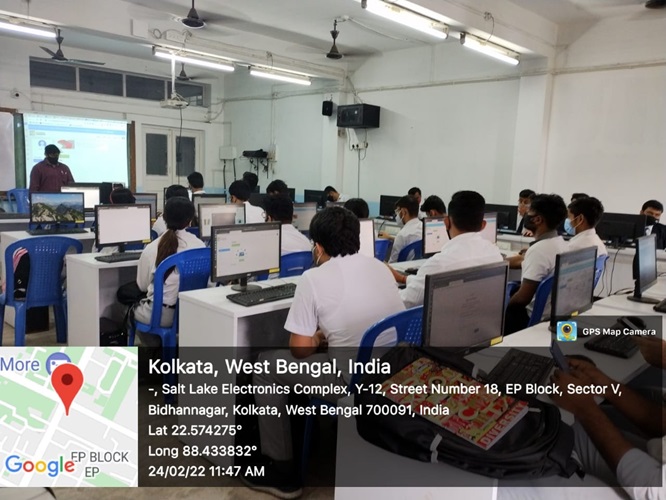 GPS Map Camera
More
Google
EP BLOCK
EP
Kolkata, West Bengal, India
-, Salt Lake Electronics Complex, Y-12, Street Number 18, EP Block, Sector V,
Bidhannagar, Kolkata, West Bengal 700091, India
Lat 22.574275°
Long 88.433832°
24/02/22 11:47 AM